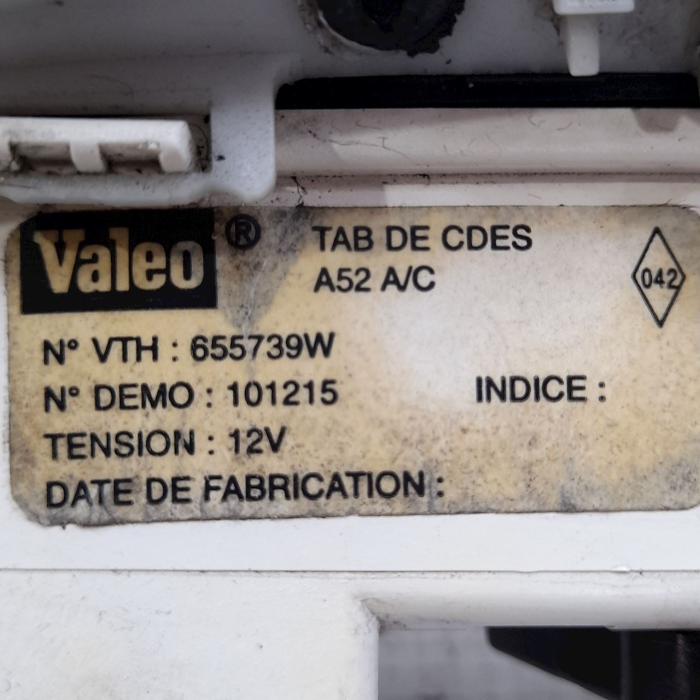 Valeo ®
TAB DE CDES
A52 A/C
042
N° VTH : 655739W
N° DEMO : 101215 INDICE :
TENSION : 12V
DATE DE FABRICATION :